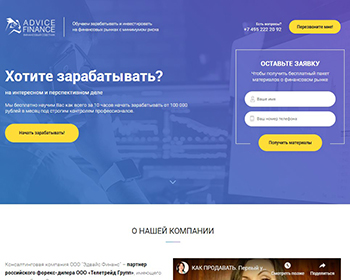 ADVICE
FINANCE
Обучаем зарабатывать и инвестировать
на финансовых рынках с минимумом риска
Есть вопросы?
+7 495 222 20 92
Перезвоните мне!
Хотите зарабатывать?
на интересном и перспективном деле
Мы бесплатно научим Вас как всего за 10 часов начать зарабатывать от 100 000
рублей в месяц под строгим контролем профессионалов.
Начать зарабатывать!
ОСТАВЬТЕ ЗАЯВКУ
Чтобы получить бесплатный пакет
материалов о финансовом рынке
Ваше имя
Ваш номер телефона
Получить материалы
О НАШЕЙ КОМПАНИИ
Консалтинговая компания ООО "Эдвайс Финанс" – партнер
российского форекс-дилера ООО «Телетрейд Групп», имеющего
КАК ПРОДАВАТЬ. Первый у...
Смотреть позже
Поделиться